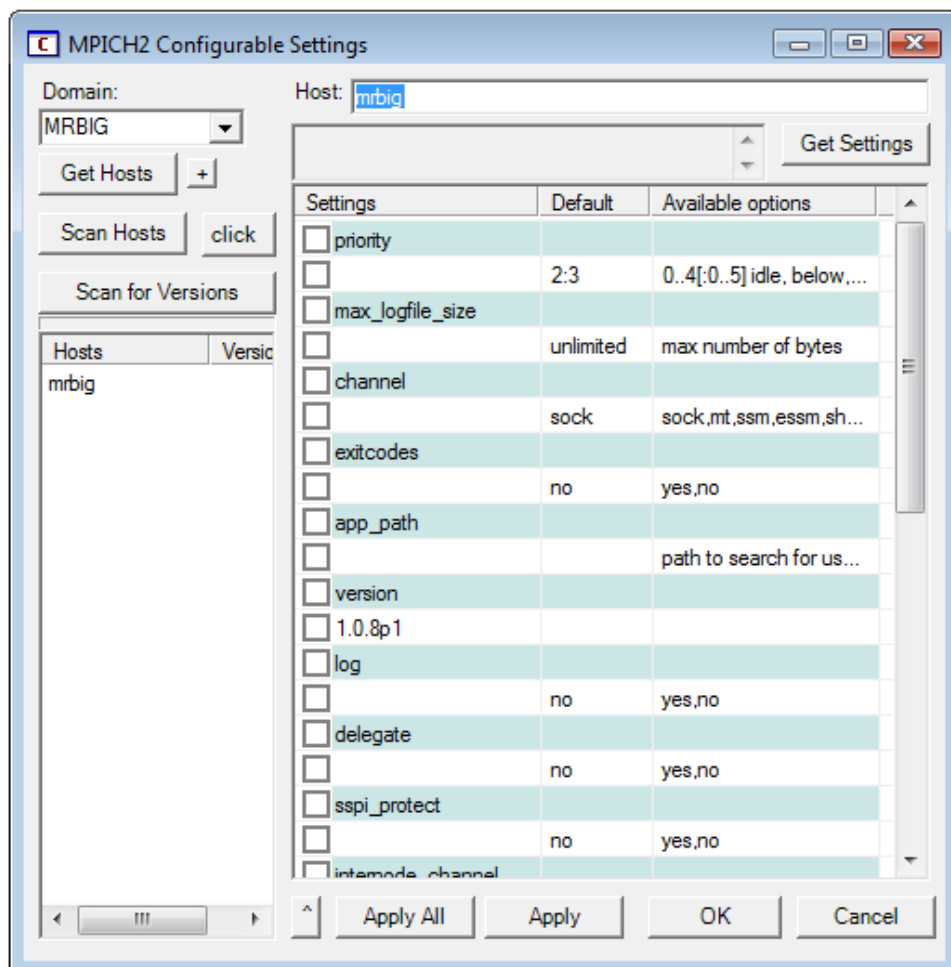 MPICH2 Configurable Settings
Domain:
MRBIG
Get Hosts +
Scan Hosts click
Scan for Versions
Hosts Versic
mrbig
Host: mrbig
Get Settings
Settings Default Available options
priority
2:3 0..4[:0..5] idle, below,...
max_logfile_size
unlimited max number of bytes
channel
sock sock,mt,ssm,essm,sh...
exitcodes
no yes,no
app_path
path to search for us...
version
1.0.8p1
log
no yes,no
delegate
no yes,no
sspi_protect
no yes,no
internode_channel
^ Apply All Apply OK Cancel